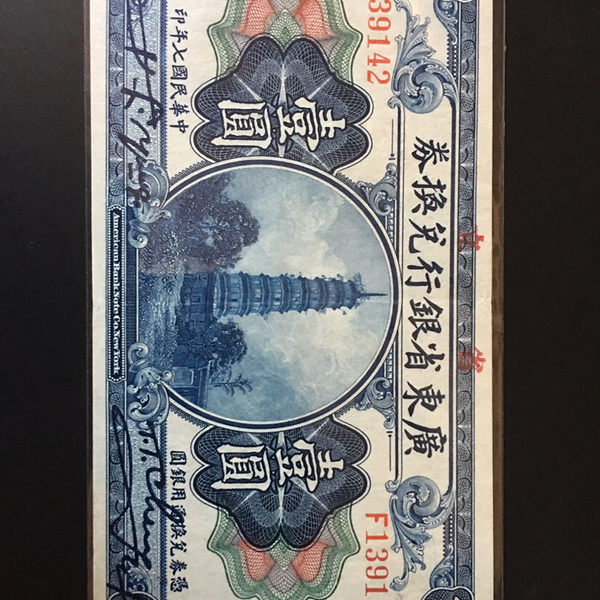 廣東省銀行兌換券
39142
F1391
壹圓
壹圓
憑券兌換通用銀圓
中華民國七年印
American Bank Note Co. New York.